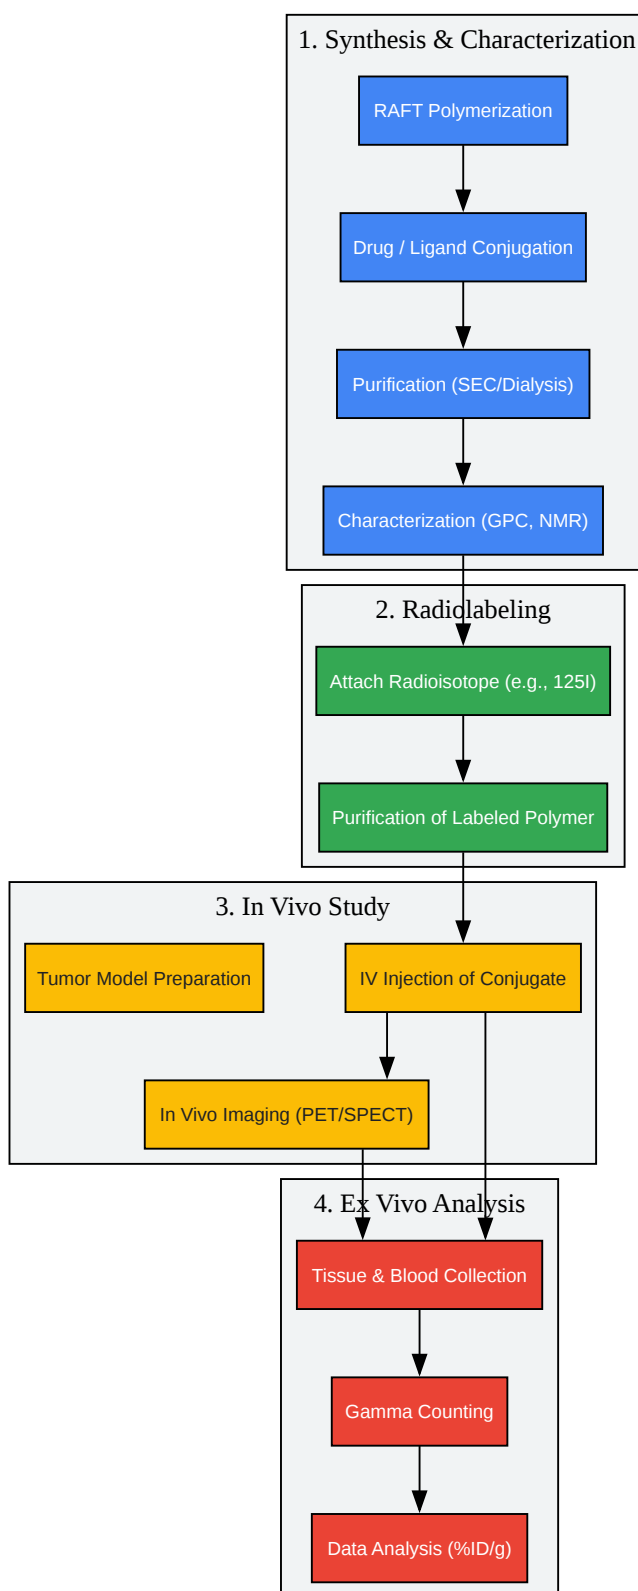 1. Synthesis & Characterization
RAFT Polymerization
Drug / Ligand Conjugation
Purification (SEC/Dialysis)
Characterization (GPC, NMR)
2. Radiolabeling
Attach Radioisotope (e.g., 125I)
Purification of Labeled Polymer
3. In Vivo Study
Tumor Model Preparation
IV Injection of Conjugate
In Vivo Imaging (PET/SPECT)
4. Ex Vivo Analysis
Tissue & Blood Collection
Gamma Counting
Data Analysis (%ID/g)